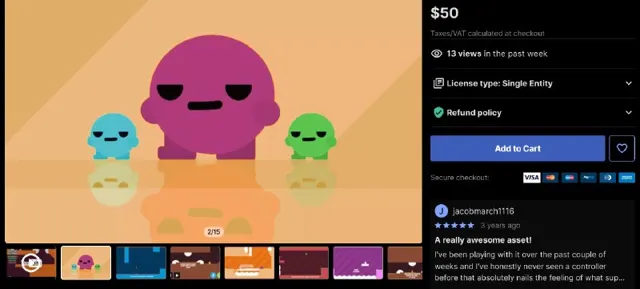 $50
Taxes/VAT calculated at checkout
13 views in the past week
License type: Single Entity
Refund policy
Add to Cart
Secure checkout:
VISA
2/15
J jacobmarch1116
3 years ago
A really awesome asset!
I've been playing with it over the past couple of
weeks and I've honestly never seen a controller
before that absolutely nails the feeling of what sup...